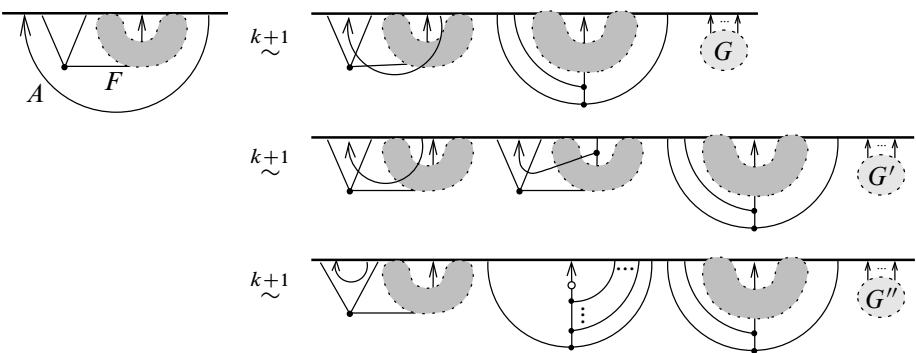 k+1
∼ G
F
A
k+1
∼ G′
k+1
∼ G″